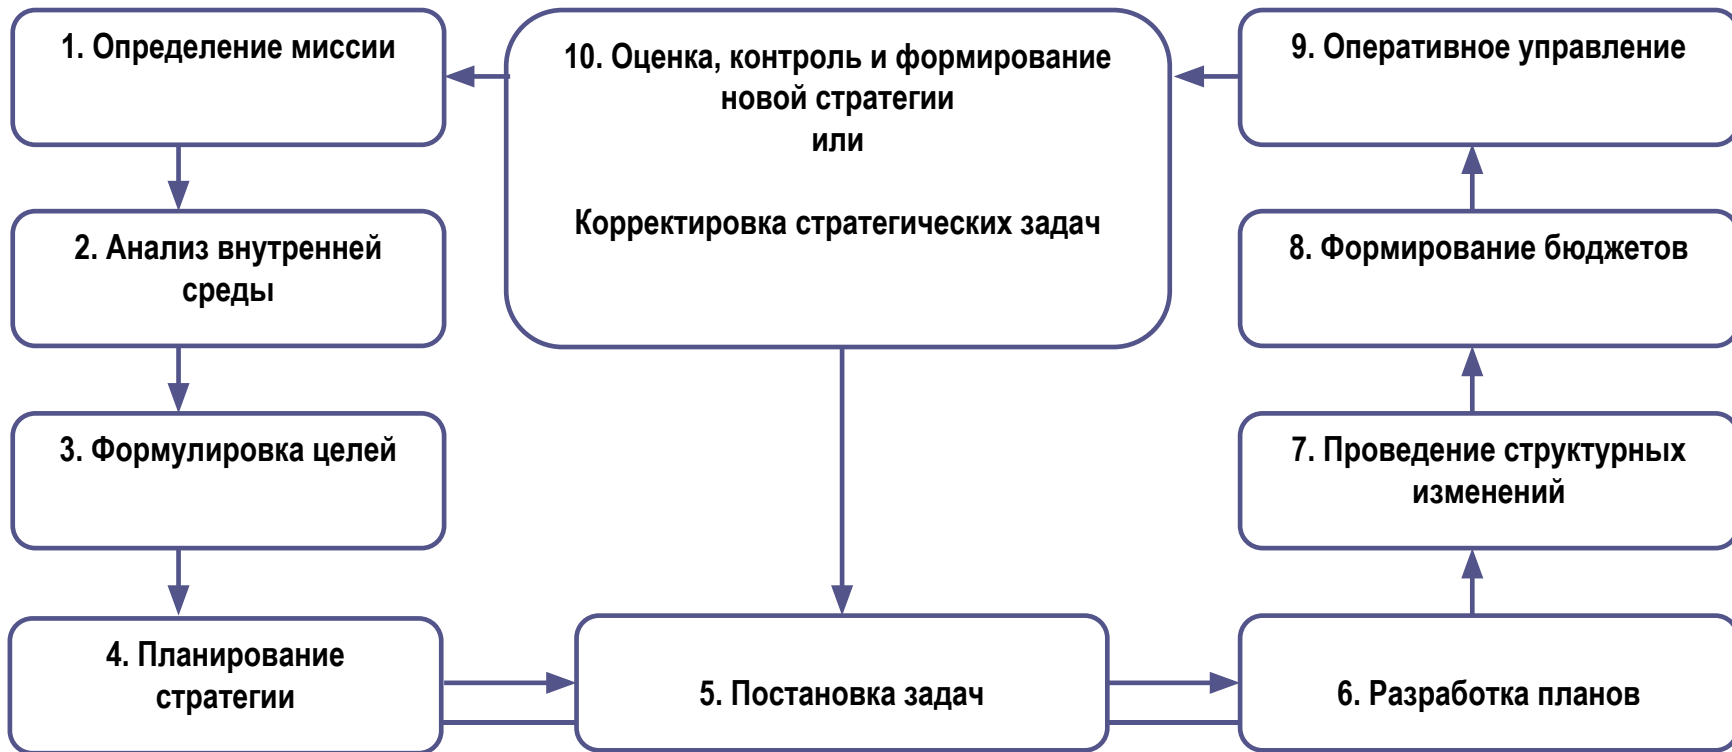 1. Определение миссии
10. Оценка, контроль и формирование
новой стратегии
или
Корректировка стратегических задач
9. Оперативное управление
2. Анализ внутренней
среды
8. Формирование бюджетов
3. Формулировка целей
7. Проведение структурных
изменений
4. Планирование
стратегии
5. Постановка задач
6. Разработка планов